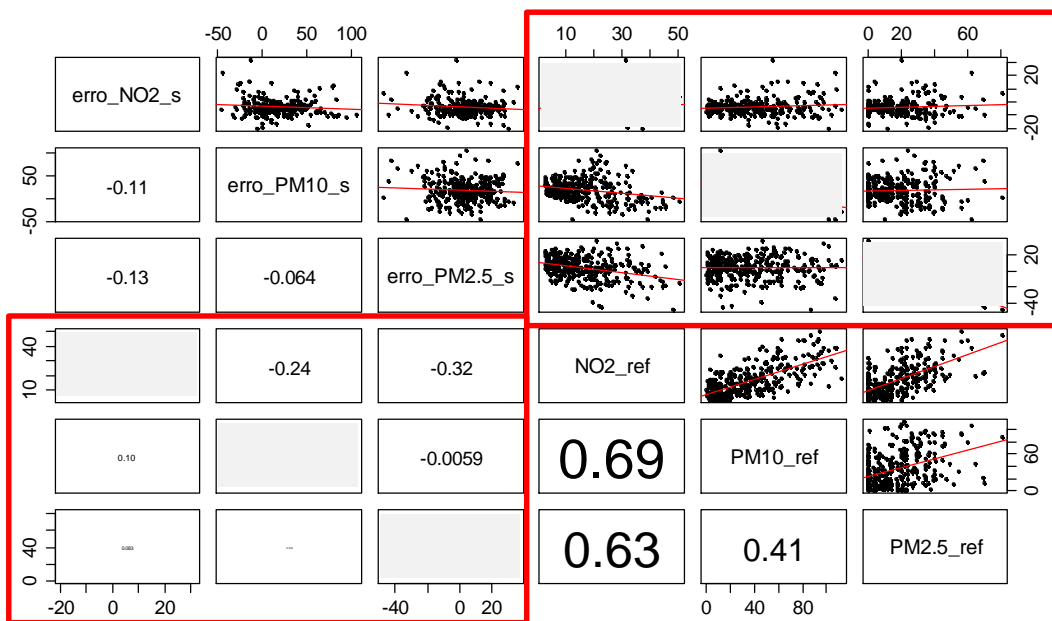 -50 0 50 100 10 30 50 0 20 60
erro_NO2_s -20 0 20
-50 50 -0.11 erro_PM10_s
-0.13 -0.064 erro_PM2.5_s -40 20
10 40 -0.24 -0.32 NO2_ref
0.10 -0.0059 0.69 PM10_ref 0 60
0 40 0.083 0.63 0.41 PM2.5_ref
-20 0 20 -40 0 20 0 40 80